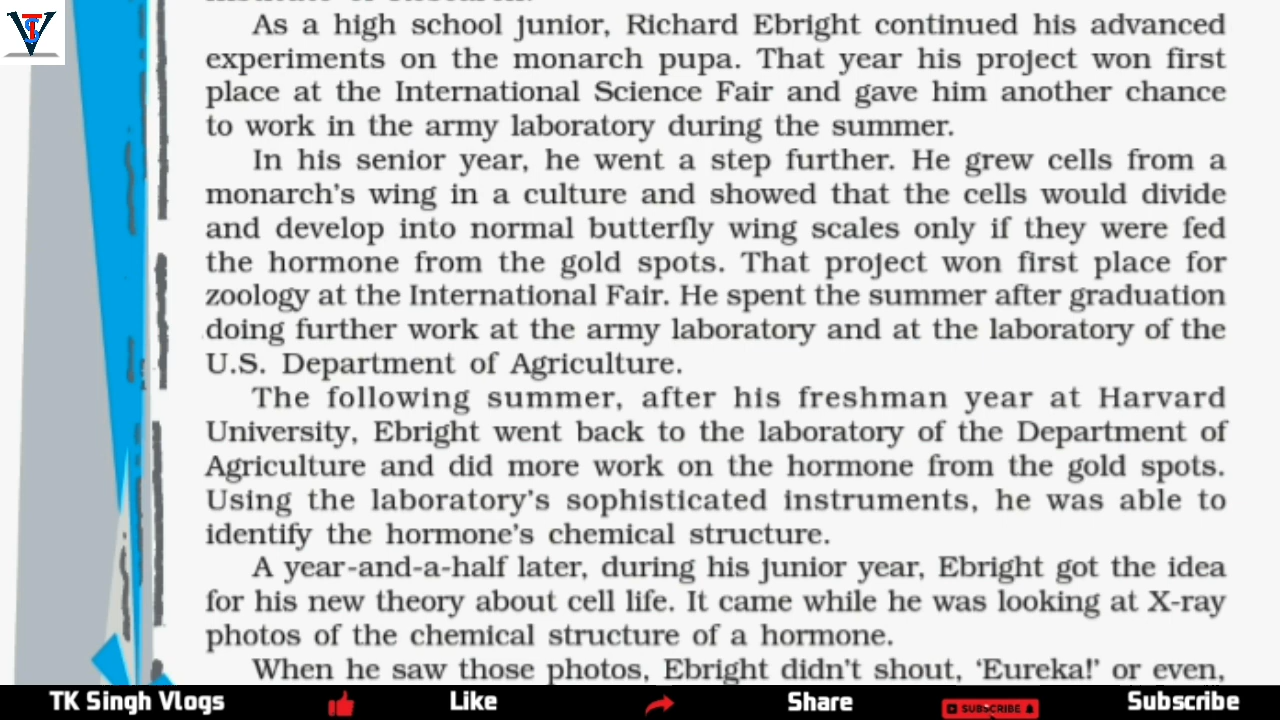 As a high school junior, Richard Ebright continued his advanced
experiments on the monarch pupa. That year his project won first
place at the International Science Fair and gave him another chance
to work in the army laboratory during the summer.
In his senior year, he went a step further. He grew cells from a
monarch's wing in a culture and showed that the cells would divide
and develop into normal butterfly wing scales only if they were fed
the hormone from the gold spots. That project won first place for
zoology at the International Fair. He spent the summer after graduation
doing further work at the army laboratory and at the laboratory of the
U.S. Department of Agriculture.
The following summer, after his freshman year at Harvard
University, Ebright went back to the laboratory of the Department of
Agriculture and did more work on the hormone from the gold spots.
Using the laboratory's sophisticated instruments, he was able to
identify the hormone's chemical structure.
A year-and-a-half later, during his junior year, Ebright got the idea
for his new theory about cell life. It came while he was looking at X-ray
photos of the chemical structure of a hormone.
When he saw those photos, Ebright didn't shout, ‘Eureka!’ or even,
TK Singh Vlogs Like Share SUBSCRIBE Subscribe